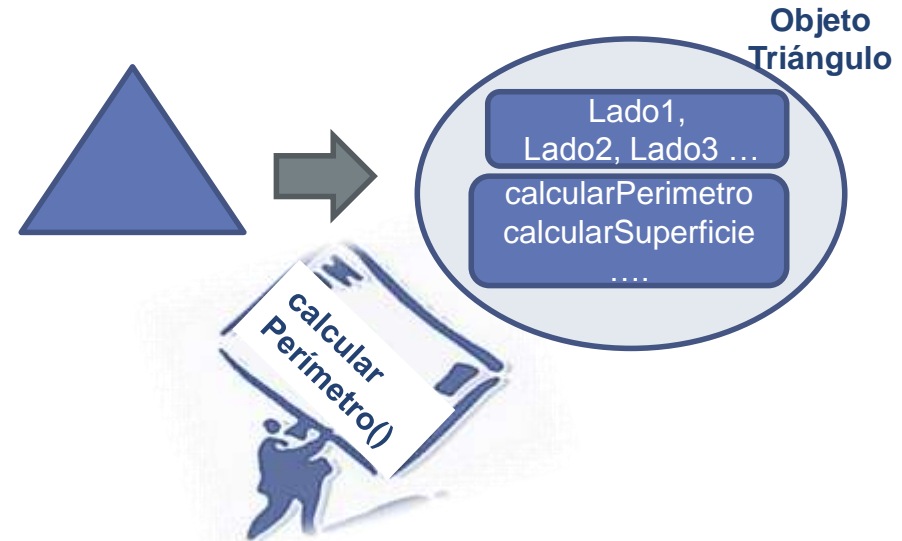 Objeto
Triángulo
Lado1,
Lado2, Lado3 ...
calcularPerimetro
calcularSuperficie
....
calcular
Perímetro()